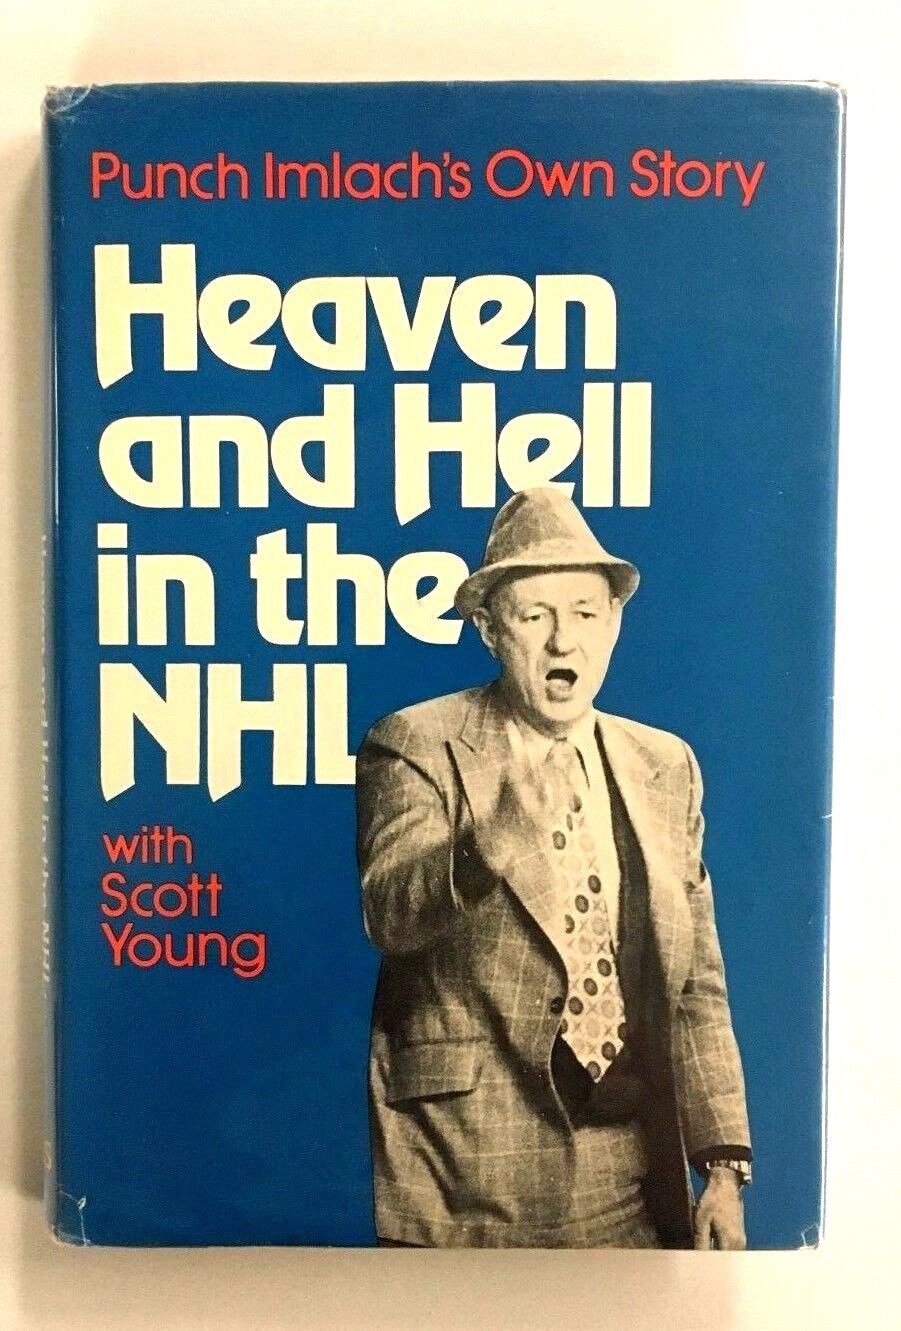 Punch Imlach's Own Story
Heaven
and Hell
in the
NHL
with
Scott
Young